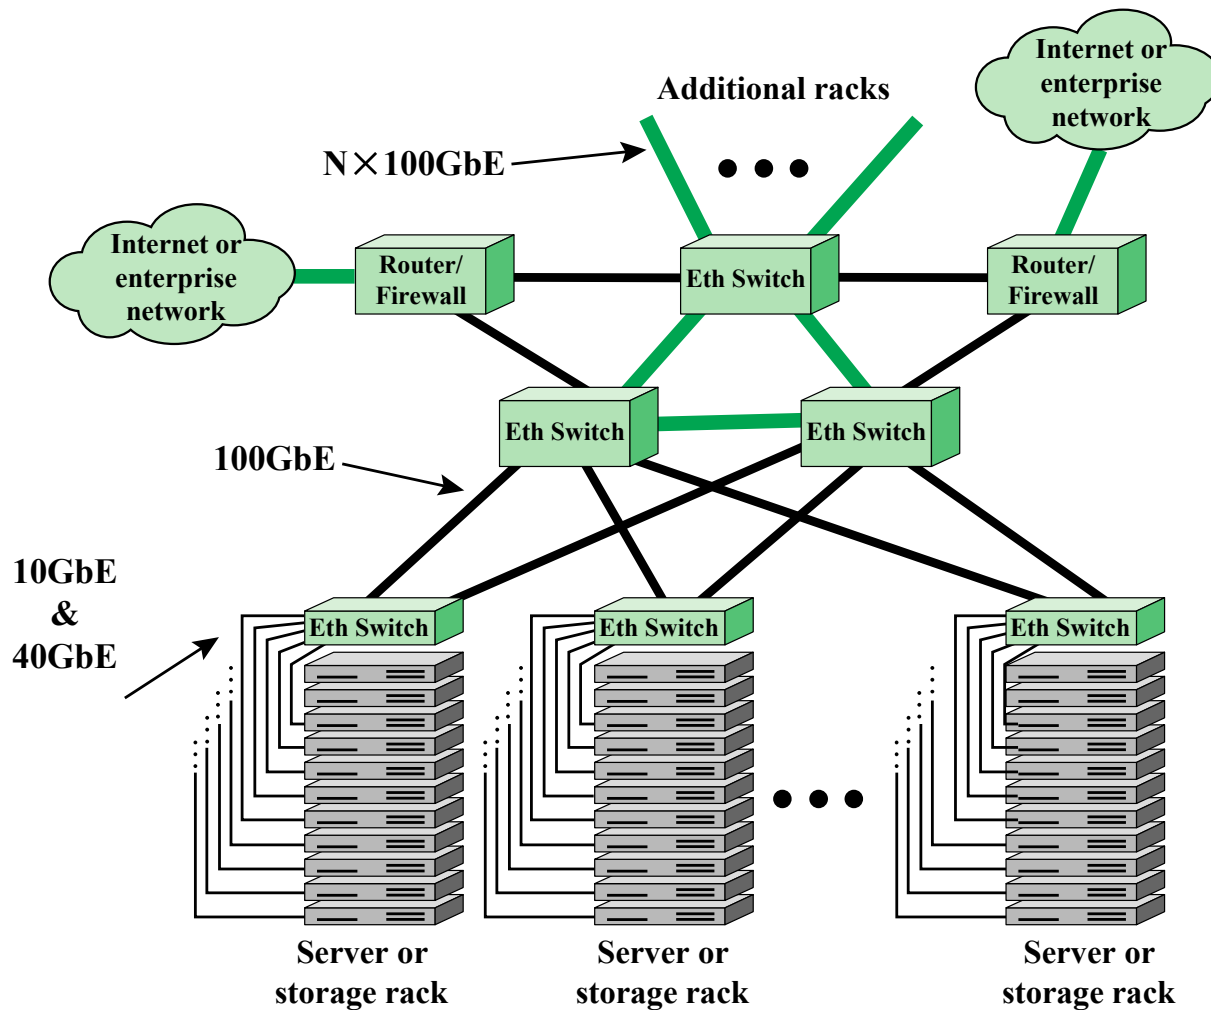 Internet or
enterprise
network
Additional racks
N×100GbE
Internet or
enterprise
network
Router/
Firewall
Eth Switch
Router/
Firewall
Eth Switch
Eth Switch
100GbE
10GbE
&
40GbE
Eth Switch
Eth Switch
Eth Switch
Server or
storage rack
Server or
storage rack
Server or
storage rack